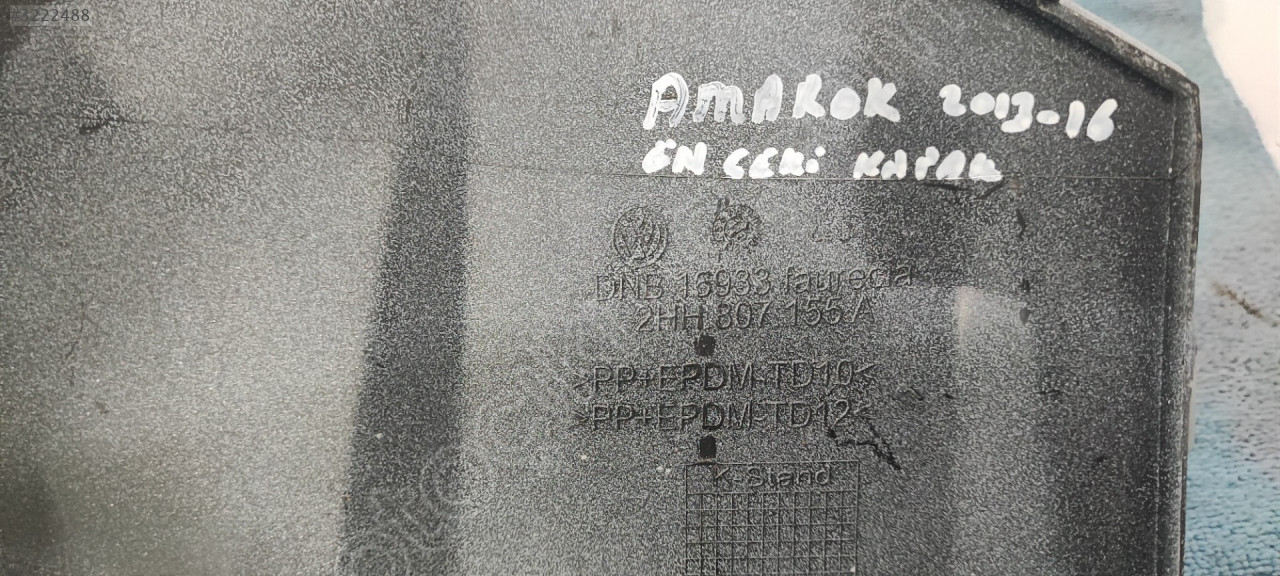 #3222488
AMAROK 2013-16
ÖN ÇEKi KAPAK
DNB 16933 faurecia
2HH 807 155 A
>PP+EPDM-TD10<
>PP+EPDM-TD12<
K-Stand